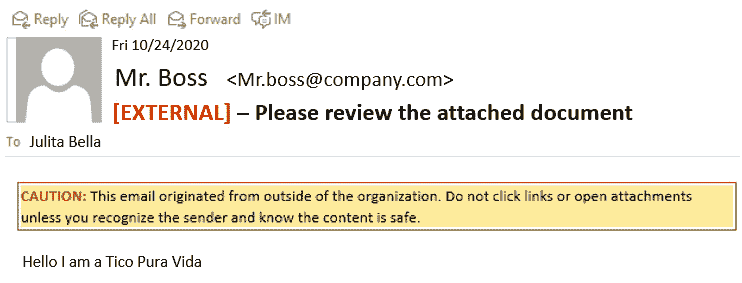 Reply Reply All Forward IM
Fri 10/24/2020
Mr. Boss <Mr.boss@company.com>
[EXTERNAL] – Please review the attached document
To Julita Bella
CAUTION: This email originated from outside of the organization. Do not click links or open attachments
unless you recognize the sender and know the content is safe.
Hello I am a Tico Pura Vida